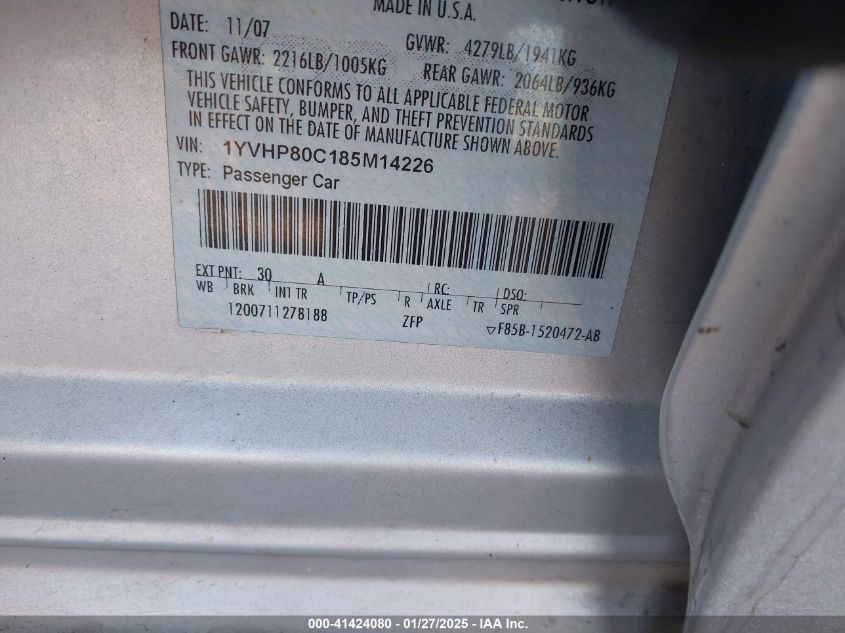 MADE IN U.S.A.
DATE: 11/07
GVWR: 4279LB/1941KG
FRONT GAWR: 2216LB/1005KG
REAR GAWR: 2064LB/936KG
THIS VEHICLE CONFORMS TO ALL APPLICABLE FEDERAL MOTOR
VEHICLE SAFETY, BUMPER, AND THEFT PREVENTION STANDARDS
IN EFFECT ON THE DATE OF MANUFACTURE SHOWN ABOVE.
VIN: 1YVHP80C185M14226
TYPE: Passenger Car
EXT PNT: 30 A RC: DSO:
WB BRK INT TR TP/PS R AXLE TR SPR
1200711278188 ZFP ▽F85B-1520472-AB
000-41424080 - 01/27/2025 - IAA Inc.